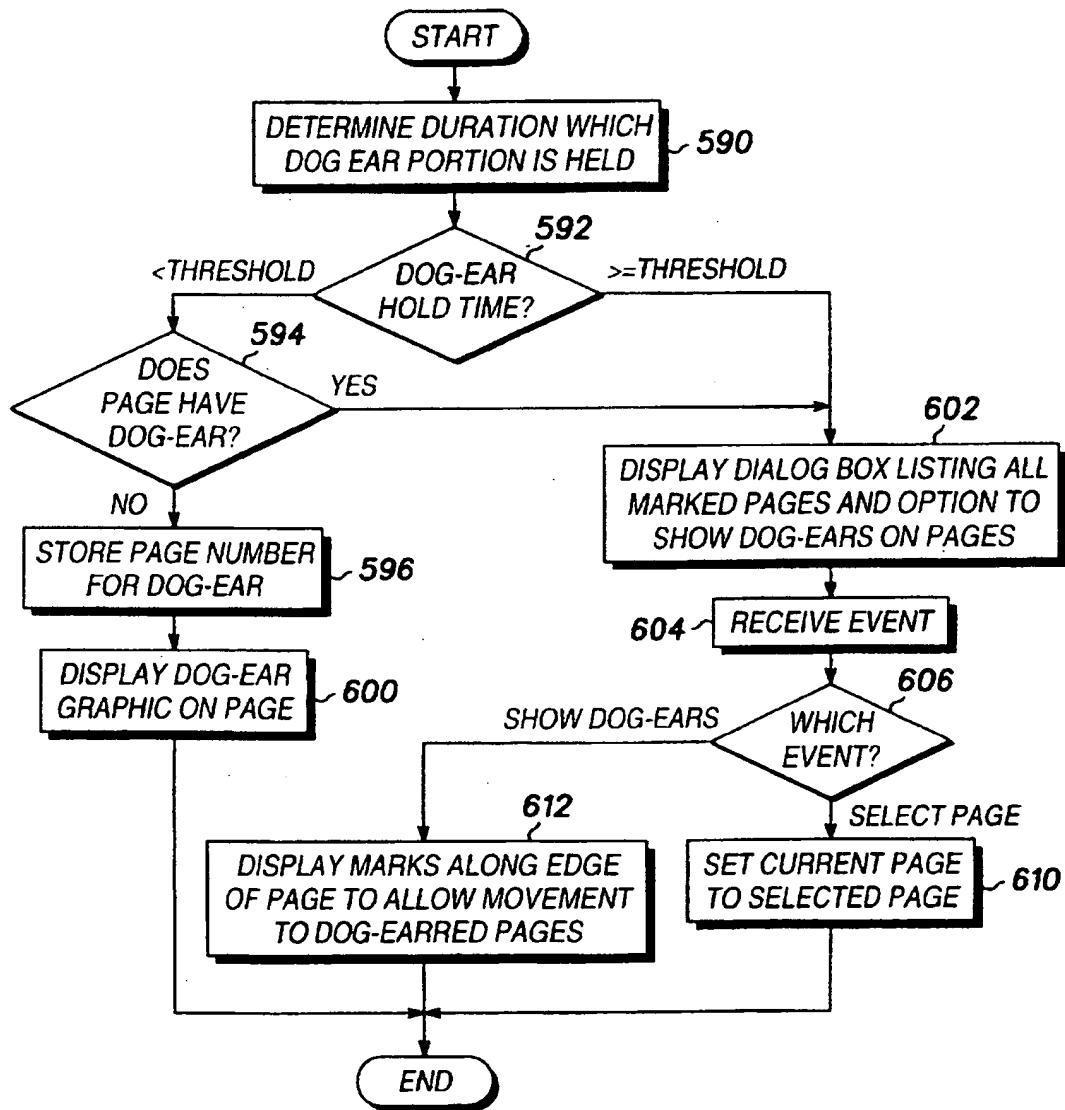 START
DETERMINE DURATION WHICH
DOG EAR PORTION IS HELD
590
592
<THRESHOLD
DOG-EAR
HOLD TIME?
>=THRESHOLD
594
DOES
PAGE HAVE
DOG-EAR?
YES
NO
602
DISPLAY DIALOG BOX LISTING ALL
MARKED PAGES AND OPTION TO
SHOW DOG-EARS ON PAGES
STORE PAGE NUMBER
FOR DOG-EAR
596
604
RECEIVE EVENT
DISPLAY DOG-EAR
GRAPHIC ON PAGE
600
606
SHOW DOG-EARS
WHICH
EVENT?
SELECT PAGE
612
DISPLAY MARKS ALONG EDGE
OF PAGE TO ALLOW MOVEMENT
TO DOG-EARRED PAGES
SET CURRENT PAGE
TO SELECTED PAGE
610
END